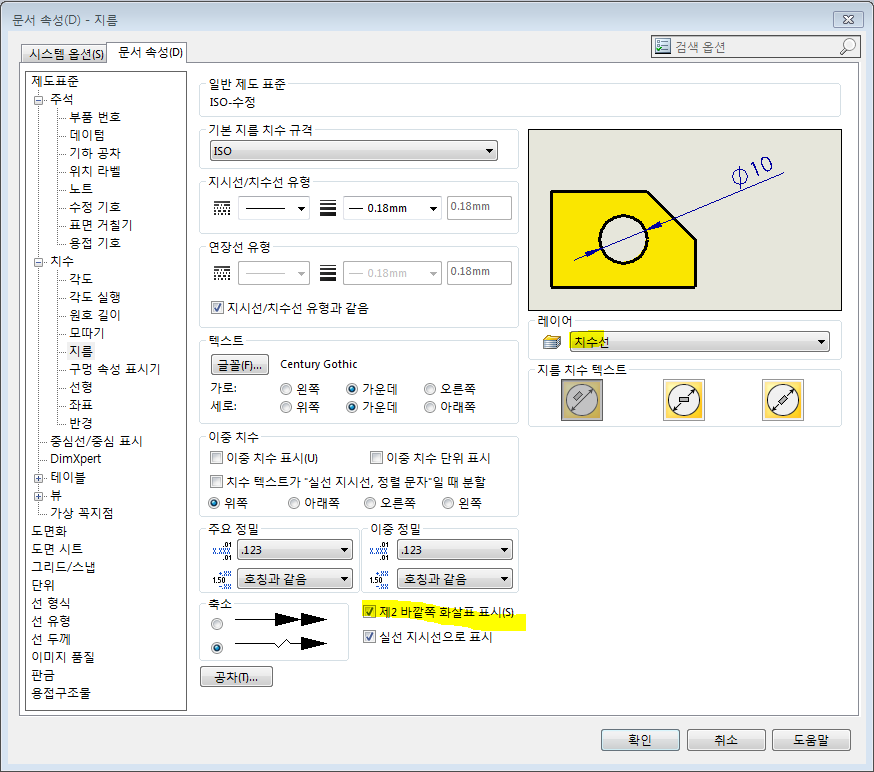 문서 속성(D) - 지름
시스템 옵션(S)
문서 속성(D)
검색 옵션
제도표준
주석
부품 번호
데이텀
기하 공차
위치 라벨
노트
수정 기호
표면 거칠기
용접 기호
치수
각도
각도 실행
원호 길이
모따기
지름
구멍 속성 표시기
선형
좌표
반경
중심선/중심 표시
DimXpert
테이블
뷰
가상 꼭지점
도면화
도면 시트
그리드/스냅
단위
선 형식
선 유형
선 두께
이미지 품질
판금
용접구조물
일반 제도 표준
ISO-수정
기본 지름 치수 규격
ISO
지시선/치수선 유형
0.18mm
0.18mm
연장선 유형
0.18mm
0.18mm
지시선/치수선 유형과 같음
텍스트
글꼴(F)...
Century Gothic
가로:
왼쪽
가운데
오른쪽
세로:
위쪽
가운데
아래쪽
이중 치수
이중 치수 표시(U)
이중 치수 단위 표시
치수 텍스트가 "실선 지시선, 정렬 문자"일 때 분할
위쪽
아래쪽
오른쪽
왼쪽
주요 정밀
.01
X.XXX
.01
.123
+.XX
1.50
-.XX
호칭과 같음
이중 정밀
.01
X.XXX
.01
.123
+.XX
1.50
-.XX
호칭과 같음
축소
제2 바깥쪽 화살표 표시(S)
실선 지시선으로 표시
공차(T)...
∅10
레이어
치수선
지름 치수 텍스트
확인
취소
도움말